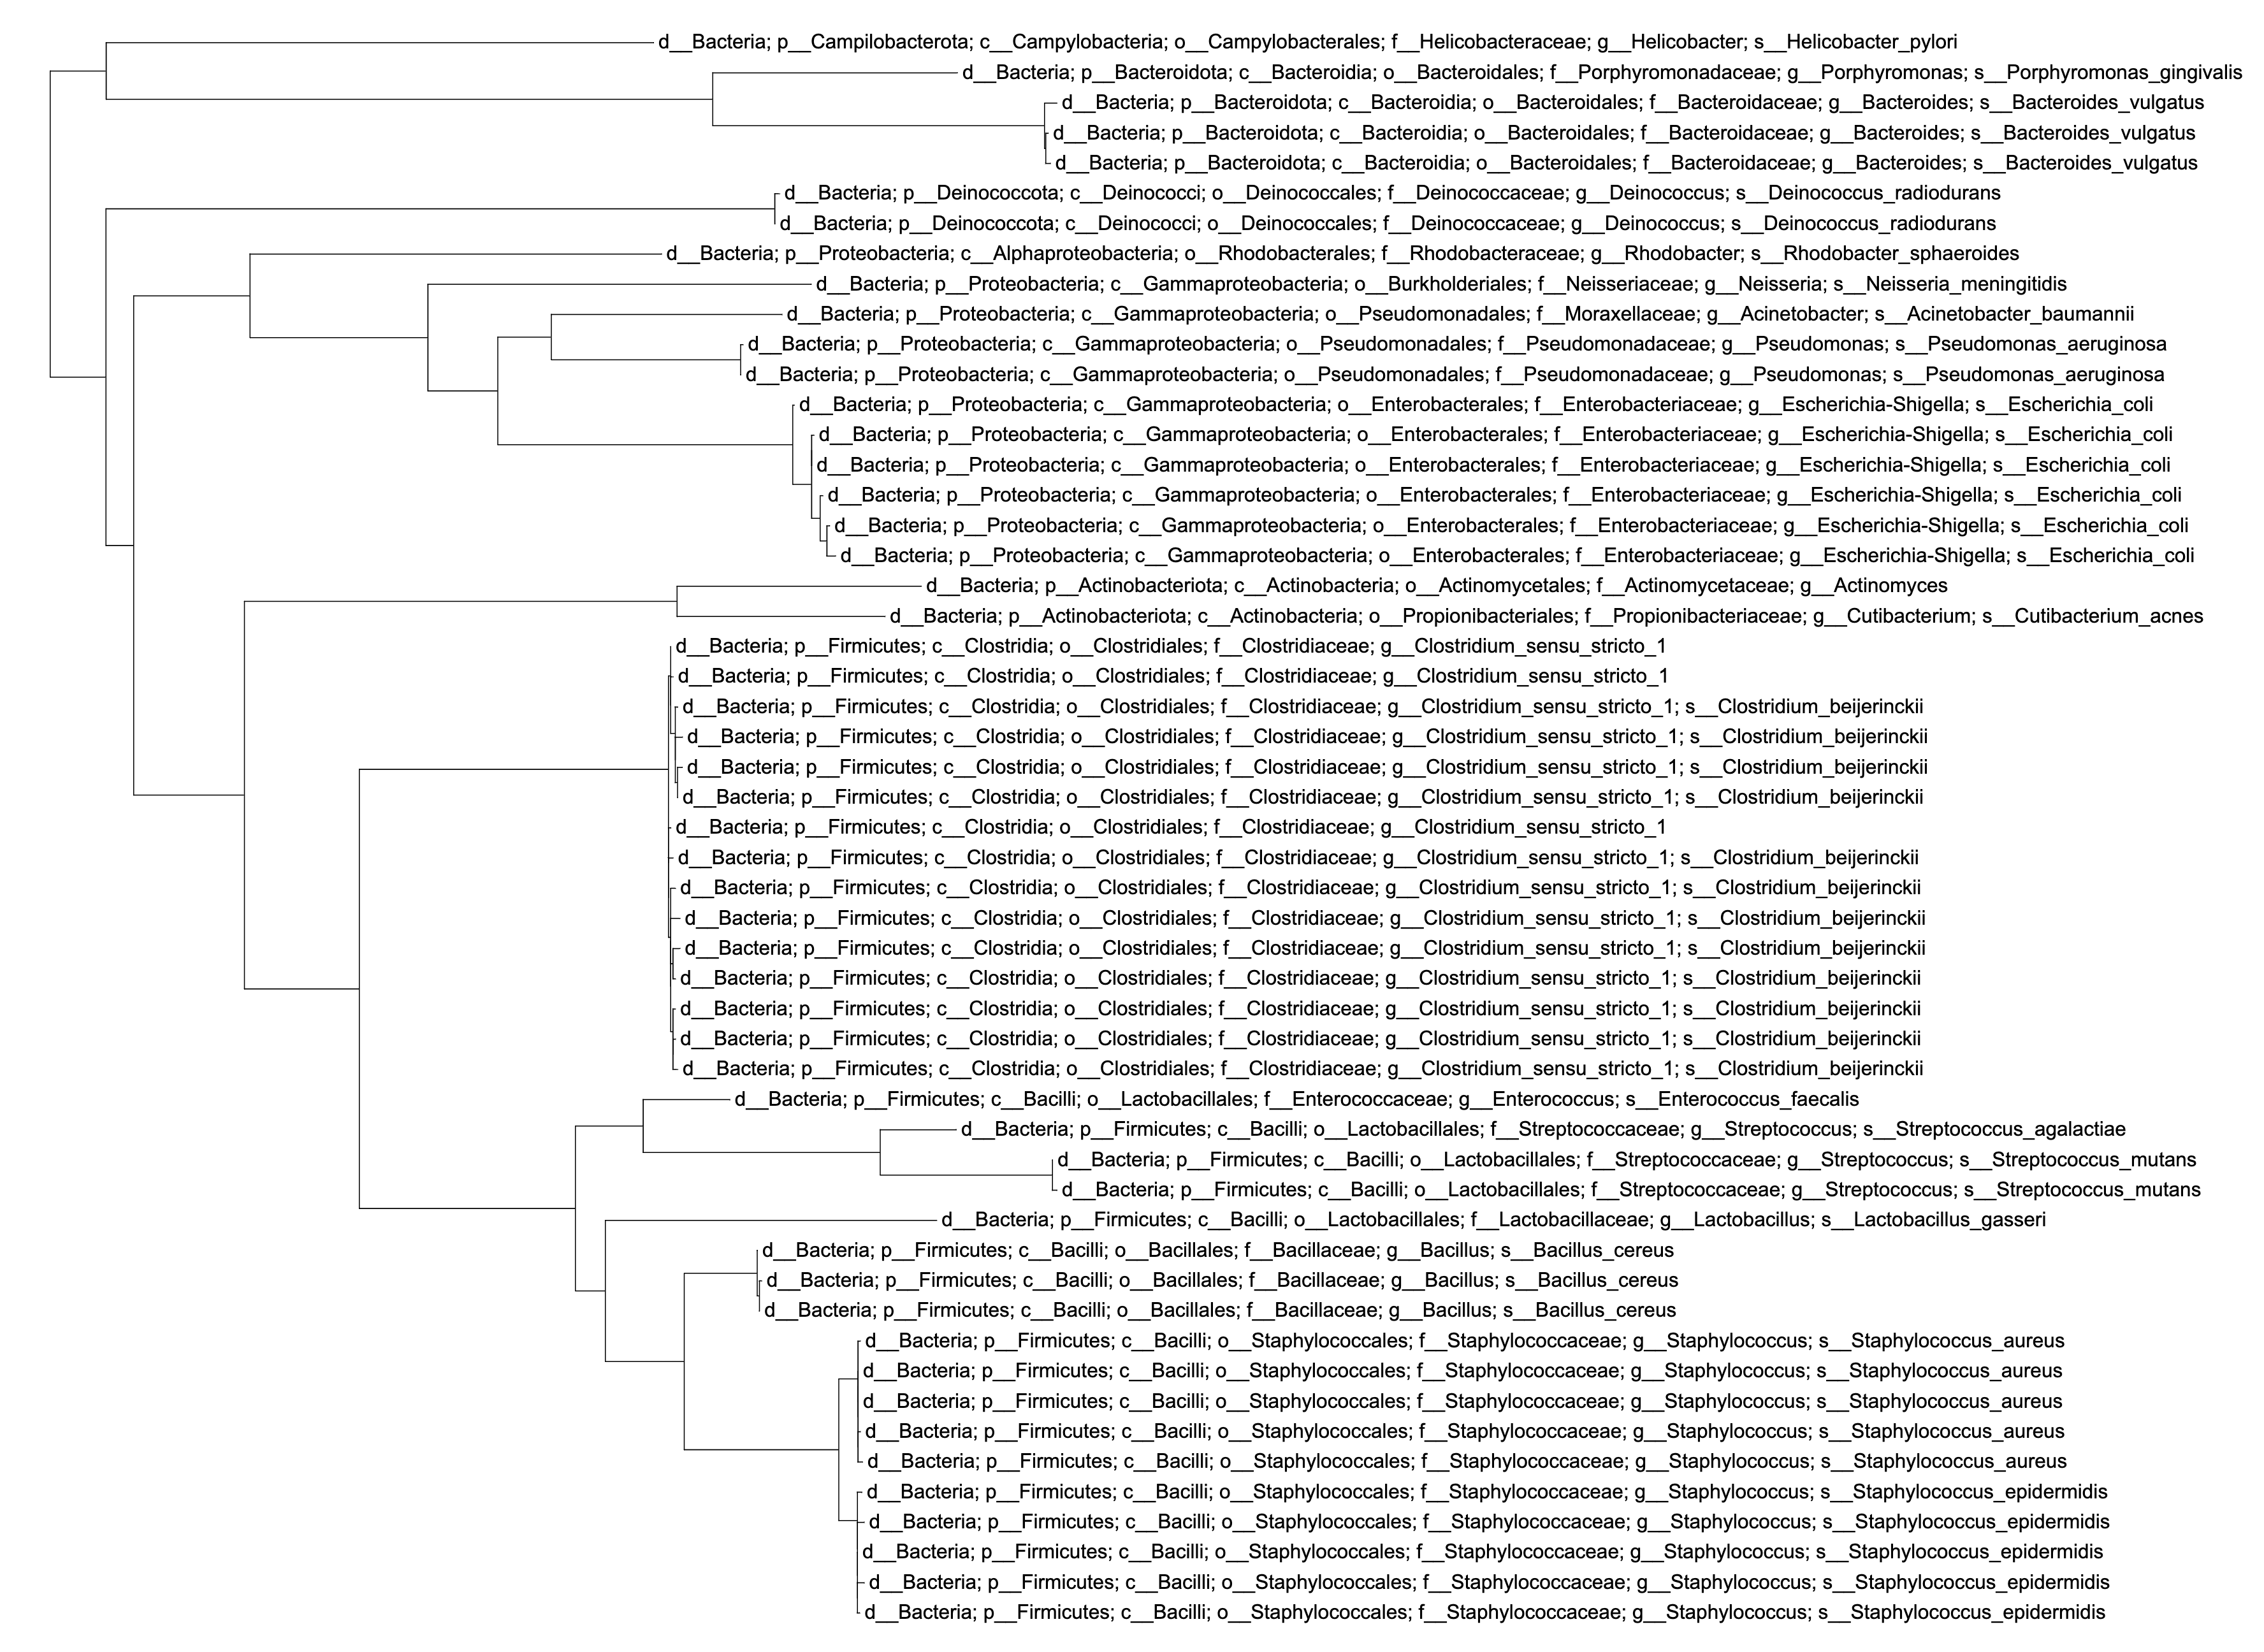 d__Bacteria; p__Campilobacterota; c__Campylobacteria; o__Campylobacterales; f__Helicobacteraceae; g__Helicobacter; s__Helicobacter_pylori
d__Bacteria; p__Bacteroidota; c__Bacteroidia; o__Bacteroidales; f__Porphyromonadaceae; g__Porphyromonas; s__Porphyromonas_gingivalis
d__Bacteria; p__Bacteroidota; c__Bacteroidia; o__Bacteroidales; f__Bacteroidaceae; g__Bacteroides; s__Bacteroides_vulgatus
d__Bacteria; p__Bacteroidota; c__Bacteroidia; o__Bacteroidales; f__Bacteroidaceae; g__Bacteroides; s__Bacteroides_vulgatus
d__Bacteria; p__Bacteroidota; c__Bacteroidia; o__Bacteroidales; f__Bacteroidaceae; g__Bacteroides; s__Bacteroides_vulgatus
d__Bacteria; p__Deinococcota; c__Deinococci; o__Deinococcales; f__Deinococcaceae; g__Deinococcus; s__Deinococcus_radiodurans
d__Bacteria; p__Deinococcota; c__Deinococci; o__Deinococcales; f__Deinococcaceae; g__Deinococcus; s__Deinococcus_radiodurans
d__Bacteria; p__Proteobacteria; c__Alphaproteobacteria; o__Rhodobacterales; f__Rhodobacteraceae; g__Rhodobacter; s__Rhodobacter_sphaeroides
d__Bacteria; p__Proteobacteria; c__Gammaproteobacteria; o__Burkholderiales; f__Neisseriaceae; g__Neisseria; s__Neisseria_meningitidis
d__Bacteria; p__Proteobacteria; c__Gammaproteobacteria; o__Pseudomonadales; f__Moraxellaceae; g__Acinetobacter; s__Acinetobacter_baumannii
d__Bacteria; p__Proteobacteria; c__Gammaproteobacteria; o__Pseudomonadales; f__Pseudomonadaceae; g__Pseudomonas; s__Pseudomonas_aeruginosa
d__Bacteria; p__Proteobacteria; c__Gammaproteobacteria; o__Pseudomonadales; f__Pseudomonadaceae; g__Pseudomonas; s__Pseudomonas_aeruginosa
d__Bacteria; p__Proteobacteria; c__Gammaproteobacteria; o__Enterobacterales; f__Enterobacteriaceae; g__Escherichia-Shigella; s__Escherichia_coli
d__Bacteria; p__Proteobacteria; c__Gammaproteobacteria; o__Enterobacterales; f__Enterobacteriaceae; g__Escherichia-Shigella; s__Escherichia_coli
d__Bacteria; p__Proteobacteria; c__Gammaproteobacteria; o__Enterobacterales; f__Enterobacteriaceae; g__Escherichia-Shigella; s__Escherichia_coli
d__Bacteria; p__Proteobacteria; c__Gammaproteobacteria; o__Enterobacterales; f__Enterobacteriaceae; g__Escherichia-Shigella; s__Escherichia_coli
d__Bacteria; p__Proteobacteria; c__Gammaproteobacteria; o__Enterobacterales; f__Enterobacteriaceae; g__Escherichia-Shigella; s__Escherichia_coli
d__Bacteria; p__Proteobacteria; c__Gammaproteobacteria; o__Enterobacterales; f__Enterobacteriaceae; g__Escherichia-Shigella; s__Escherichia_coli
d__Bacteria; p__Actinobacteriota; c__Actinobacteria; o__Actinomycetales; f__Actinomycetaceae; g__Actinomyces
d__Bacteria; p__Actinobacteriota; c__Actinobacteria; o__Propionibacteriales; f__Propionibacteriaceae; g__Cutibacterium; s__Cutibacterium_acnes
d__Bacteria; p__Firmicutes; c__Clostridia; o__Clostridiales; f__Clostridiaceae; g__Clostridium_sensu_stricto_1
d__Bacteria; p__Firmicutes; c__Clostridia; o__Clostridiales; f__Clostridiaceae; g__Clostridium_sensu_stricto_1
d__Bacteria; p__Firmicutes; c__Clostridia; o__Clostridiales; f__Clostridiaceae; g__Clostridium_sensu_stricto_1; s__Clostridium_beijerinckii
d__Bacteria; p__Firmicutes; c__Clostridia; o__Clostridiales; f__Clostridiaceae; g__Clostridium_sensu_stricto_1; s__Clostridium_beijerinckii
d__Bacteria; p__Firmicutes; c__Clostridia; o__Clostridiales; f__Clostridiaceae; g__Clostridium_sensu_stricto_1; s__Clostridium_beijerinckii
d__Bacteria; p__Firmicutes; c__Clostridia; o__Clostridiales; f__Clostridiaceae; g__Clostridium_sensu_stricto_1; s__Clostridium_beijerinckii
d__Bacteria; p__Firmicutes; c__Clostridia; o__Clostridiales; f__Clostridiaceae; g__Clostridium_sensu_stricto_1
d__Bacteria; p__Firmicutes; c__Clostridia; o__Clostridiales; f__Clostridiaceae; g__Clostridium_sensu_stricto_1; s__Clostridium_beijerinckii
d__Bacteria; p__Firmicutes; c__Clostridia; o__Clostridiales; f__Clostridiaceae; g__Clostridium_sensu_stricto_1; s__Clostridium_beijerinckii
d__Bacteria; p__Firmicutes; c__Clostridia; o__Clostridiales; f__Clostridiaceae; g__Clostridium_sensu_stricto_1; s__Clostridium_beijerinckii
d__Bacteria; p__Firmicutes; c__Clostridia; o__Clostridiales; f__Clostridiaceae; g__Clostridium_sensu_stricto_1; s__Clostridium_beijerinckii
d__Bacteria; p__Firmicutes; c__Clostridia; o__Clostridiales; f__Clostridiaceae; g__Clostridium_sensu_stricto_1; s__Clostridium_beijerinckii
d__Bacteria; p__Firmicutes; c__Clostridia; o__Clostridiales; f__Clostridiaceae; g__Clostridium_sensu_stricto_1; s__Clostridium_beijerinckii
d__Bacteria; p__Firmicutes; c__Clostridia; o__Clostridiales; f__Clostridiaceae; g__Clostridium_sensu_stricto_1; s__Clostridium_beijerinckii
d__Bacteria; p__Firmicutes; c__Clostridia; o__Clostridiales; f__Clostridiaceae; g__Clostridium_sensu_stricto_1; s__Clostridium_beijerinckii
d__Bacteria; p__Firmicutes; c__Bacilli; o__Lactobacillales; f__Enterococcaceae; g__Enterococcus; s__Enterococcus_faecalis
d__Bacteria; p__Firmicutes; c__Bacilli; o__Lactobacillales; f__Streptococcaceae; g__Streptococcus; s__Streptococcus_agalactiae
d__Bacteria; p__Firmicutes; c__Bacilli; o__Lactobacillales; f__Streptococcaceae; g__Streptococcus; s__Streptococcus_mutans
d__Bacteria; p__Firmicutes; c__Bacilli; o__Lactobacillales; f__Streptococcaceae; g__Streptococcus; s__Streptococcus_mutans
d__Bacteria; p__Firmicutes; c__Bacilli; o__Lactobacillales; f__Lactobacillaceae; g__Lactobacillus; s__Lactobacillus_gasseri
d__Bacteria; p__Firmicutes; c__Bacilli; o__Bacillales; f__Bacillaceae; g__Bacillus; s__Bacillus_cereus
d__Bacteria; p__Firmicutes; c__Bacilli; o__Bacillales; f__Bacillaceae; g__Bacillus; s__Bacillus_cereus
d__Bacteria; p__Firmicutes; c__Bacilli; o__Bacillales; f__Bacillaceae; g__Bacillus; s__Bacillus_cereus
d__Bacteria; p__Firmicutes; c__Bacilli; o__Staphylococcales; f__Staphylococcaceae; g__Staphylococcus; s__Staphylococcus_aureus
d__Bacteria; p__Firmicutes; c__Bacilli; o__Staphylococcales; f__Staphylococcaceae; g__Staphylococcus; s__Staphylococcus_aureus
d__Bacteria; p__Firmicutes; c__Bacilli; o__Staphylococcales; f__Staphylococcaceae; g__Staphylococcus; s__Staphylococcus_aureus
d__Bacteria; p__Firmicutes; c__Bacilli; o__Staphylococcales; f__Staphylococcaceae; g__Staphylococcus; s__Staphylococcus_aureus
d__Bacteria; p__Firmicutes; c__Bacilli; o__Staphylococcales; f__Staphylococcaceae; g__Staphylococcus; s__Staphylococcus_aureus
d__Bacteria; p__Firmicutes; c__Bacilli; o__Staphylococcales; f__Staphylococcaceae; g__Staphylococcus; s__Staphylococcus_epidermidis
d__Bacteria; p__Firmicutes; c__Bacilli; o__Staphylococcales; f__Staphylococcaceae; g__Staphylococcus; s__Staphylococcus_epidermidis
d__Bacteria; p__Firmicutes; c__Bacilli; o__Staphylococcales; f__Staphylococcaceae; g__Staphylococcus; s__Staphylococcus_epidermidis
d__Bacteria; p__Firmicutes; c__Bacilli; o__Staphylococcales; f__Staphylococcaceae; g__Staphylococcus; s__Staphylococcus_epidermidis
d__Bacteria; p__Firmicutes; c__Bacilli; o__Staphylococcales; f__Staphylococcaceae; g__Staphylococcus; s__Staphylococcus_epidermidis